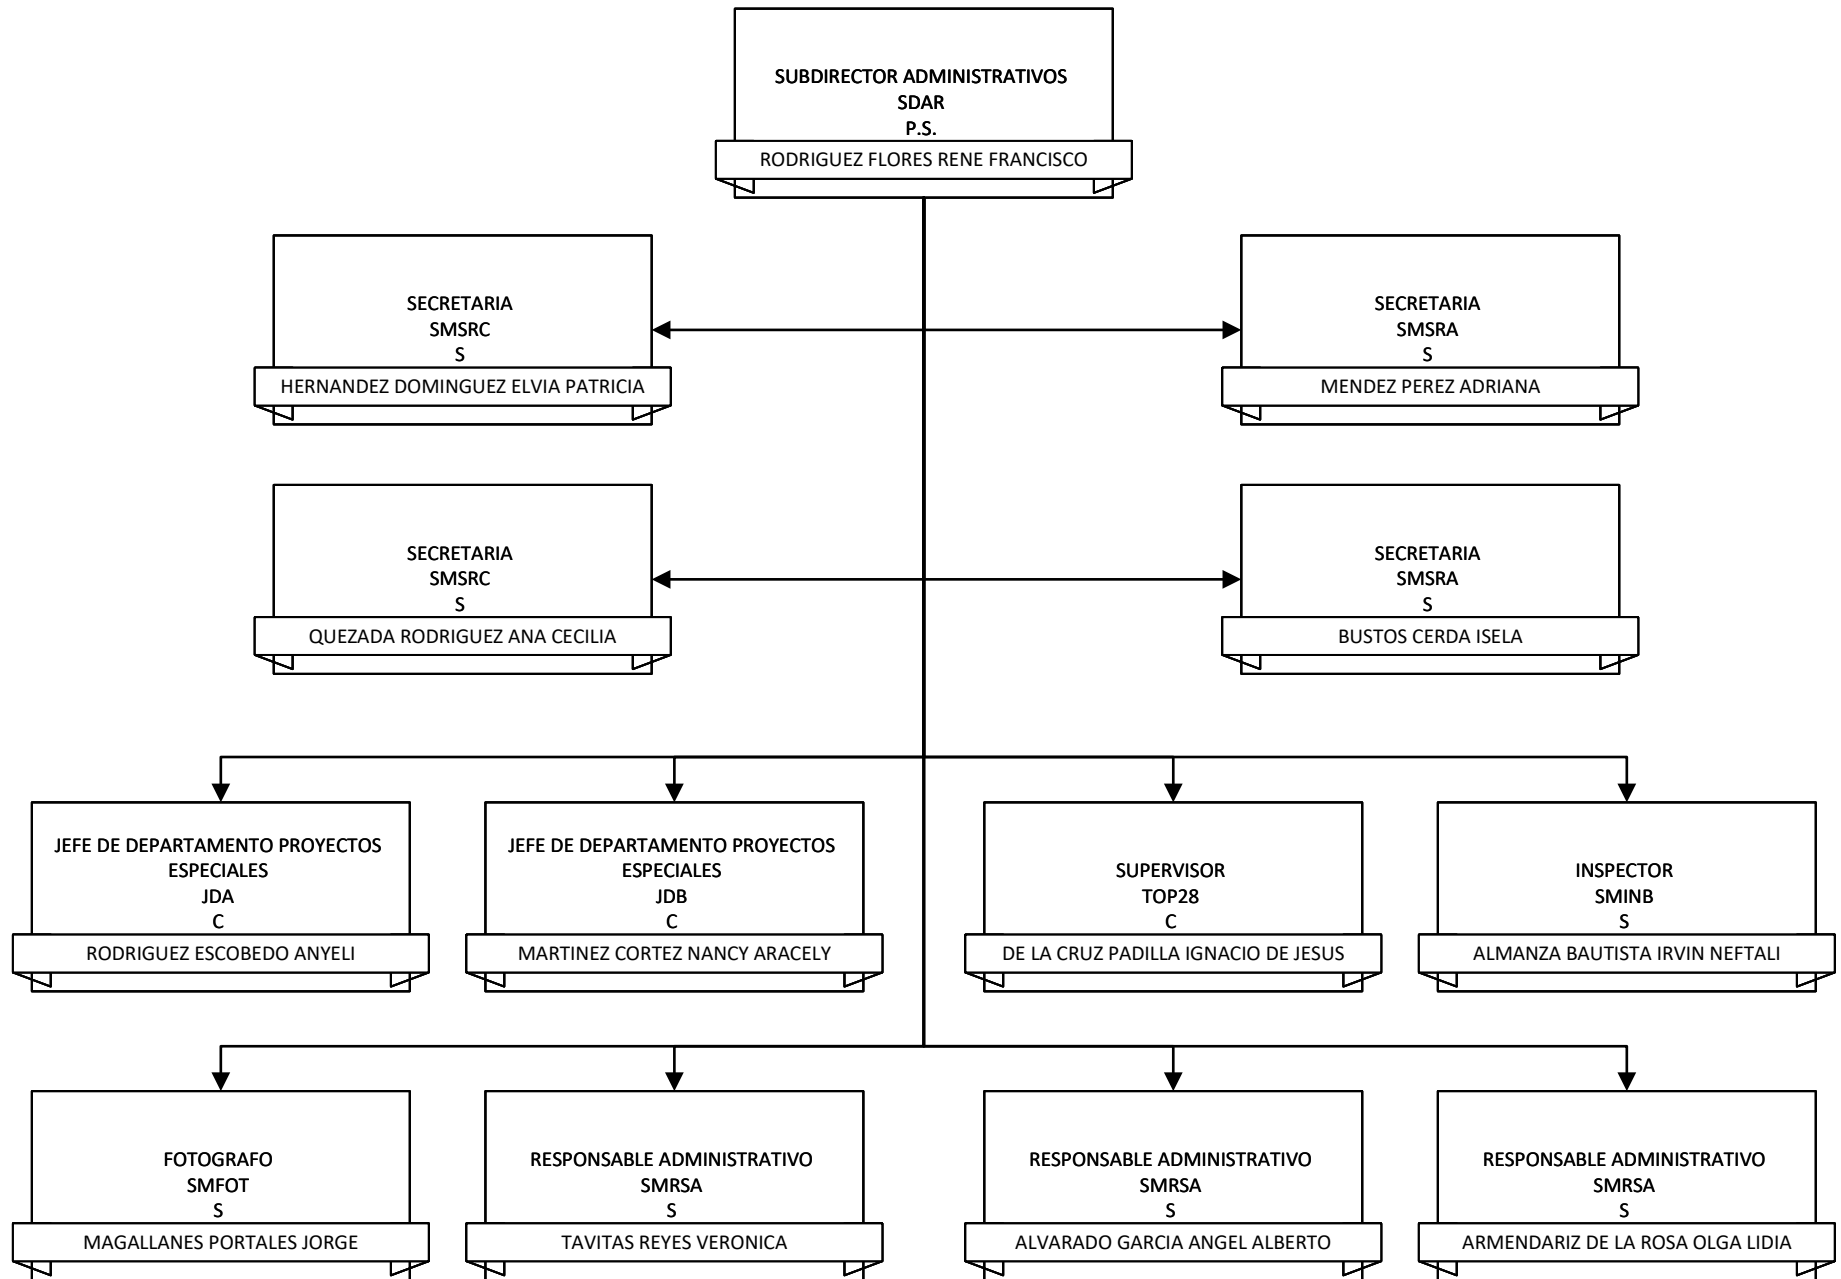 SUBDIRECTOR ADMINISTRATIVOS
SDAR
P.S.
RODRIGUEZ FLORES RENE FRANCISCO
SECRETARIA
SMSRC
S
HERNANDEZ DOMINGUEZ ELVIA PATRICIA
SECRETARIA
SMSRA
S
MENDEZ PEREZ ADRIANA
SECRETARIA
SMSRC
S
QUEZADA RODRIGUEZ ANA CECILIA
SECRETARIA
SMSRA
S
BUSTOS CERDA ISELA
JEFE DE DEPARTAMENTO PROYECTOS
ESPECIALES
JDA
C
RODRIGUEZ ESCOBEDO ANYELI
JEFE DE DEPARTAMENTO PROYECTOS
ESPECIALES
JDB
C
MARTINEZ CORTEZ NANCY ARACELY
SUPERVISOR
TOP28
C
DE LA CRUZ PADILLA IGNACIO DE JESUS
INSPECTOR
SMINB
S
ALMANZA BAUTISTA IRVIN NEFTALI
FOTOGRAFO
SMFOT
S
MAGALLANES PORTALES JORGE
RESPONSABLE ADMINISTRATIVO
SMRSA
S
TAVITAS REYES VERONICA
RESPONSABLE ADMINISTRATIVO
SMRSA
S
ALVARADO GARCIA ANGEL ALBERTO
RESPONSABLE ADMINISTRATIVO
SMRSA
S
ARMENDARIZ DE LA ROSA OLGA LIDIA